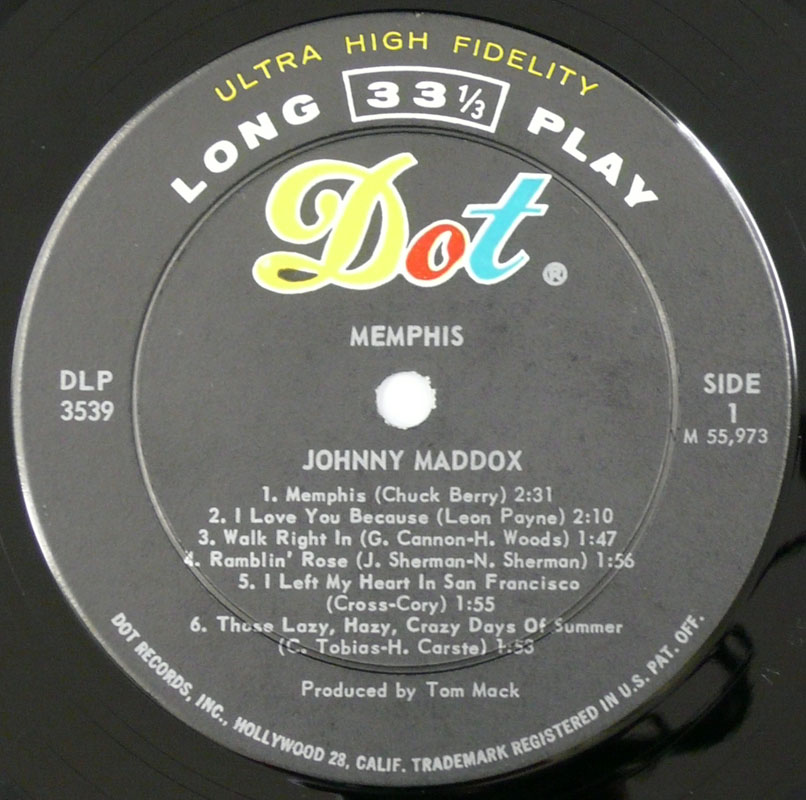 ULTRA HIGH FIDELITY
LONG 33 1/3 PLAY
Dot ®
MEMPHIS
DLP
3539
SIDE
1
M 55,973
JOHNNY MADDOX
1. Memphis (Chuck Berry) 2:31
2. I Love You Because (Leon Payne) 2:10
3. Walk Right In (G. Cannon-H. Woods) 1:47
4. Ramblin' Rose (J. Sherman-N. Sherman) 1:56
5. I Left My Heart In San Francisco
(Cross-Cory) 1:55
6. Those Lazy, Hazy, Crazy Days Of Summer
(C. Tobias-H. Carste) 1:53
Produced by Tom Mack
DOT RECORDS, INC., HOLLYWOOD 28, CALIF. TRADEMARK REGISTERED IN U.S. PAT. OFF.